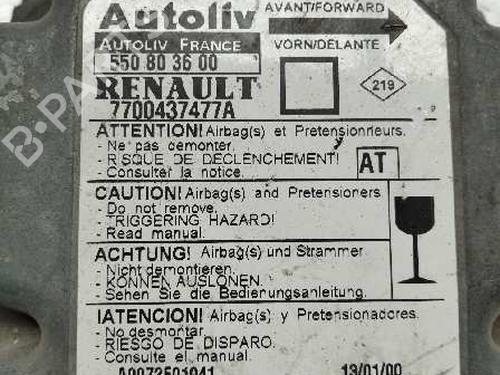 Autoliv
AVANT/FORWARD
AUTOLIV FRANCE
VORN/DELANTE
550 80 36 00
RENAULT
7700437477A
219
ATTENTION! Airbag(s) et Pretensionneurs.
- Ne pas demonter.
- RISQUE DE DECLENCHEMENT!
- Consulter la notice.
AT
CAUTION! Airbag(s) and Pretensioners
- Do not remove.
- TRIGGERING HAZARD!
- Read manual.
ACHTUNG! Airbag(s) und Strammer
- Nicht demontieren.
- KÖNNEN AUSLÖSEN.
- Sehen Sie die Bedienungsanleitung.
¡ATENCION! Airbag(s) y Pretensionadores.
- No desmontar.
- RIESGO DE DISPARO.
- Consulte el manual.
13/01/00
B-PARTS